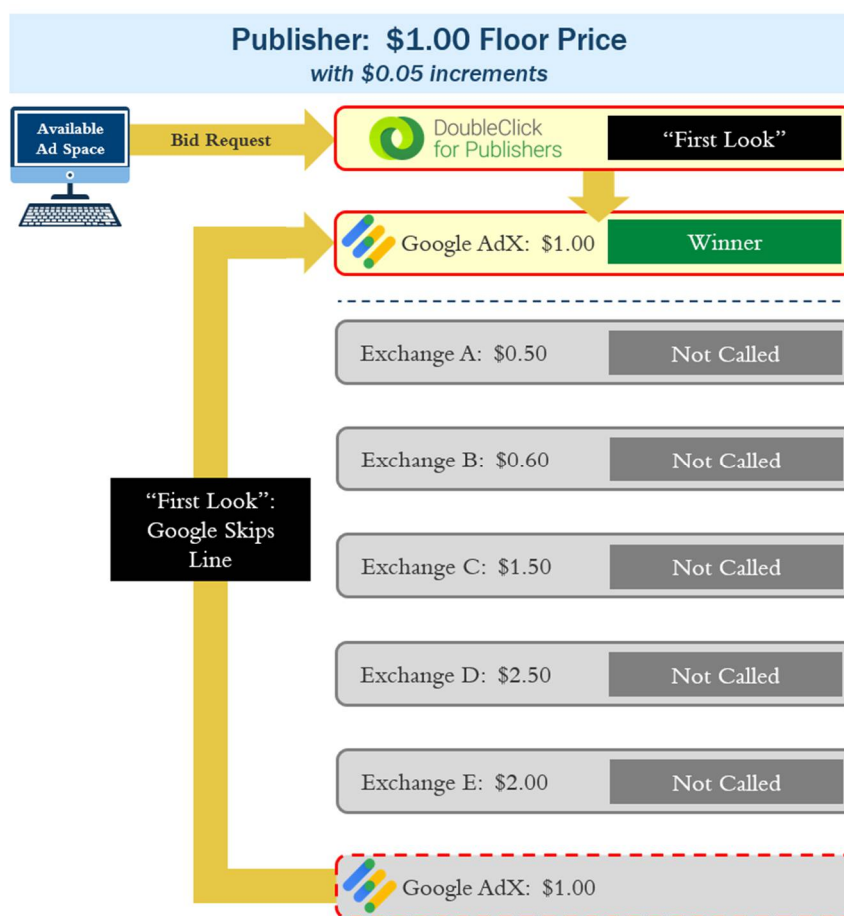 Publisher: $1.00 Floor Price
with $0.05 increments
Available
Ad Space
Bid Request
DoubleClick
for Publishers
“First Look”
Google AdX: $1.00
Winner
Exchange A: $0.50
Not Called
Exchange B: $0.60
Not Called
“First Look”:
Google Skips
Line
Exchange C: $1.50
Not Called
Exchange D: $2.50
Not Called
Exchange E: $2.00
Not Called
Google AdX: $1.00